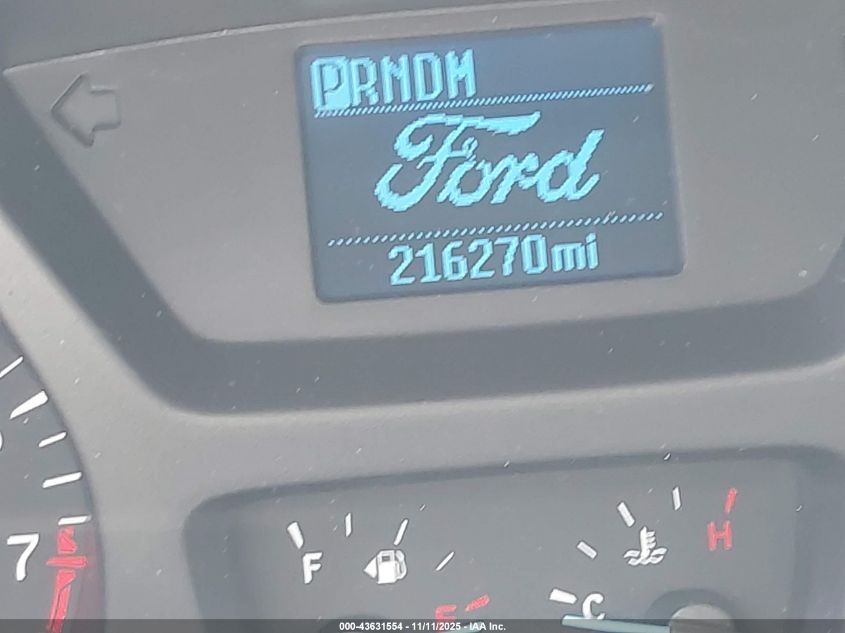 PRNDM
Ford
216270mi
7
F
H
E
C
000-43631554 - 11/11/2025 - IAA Inc.